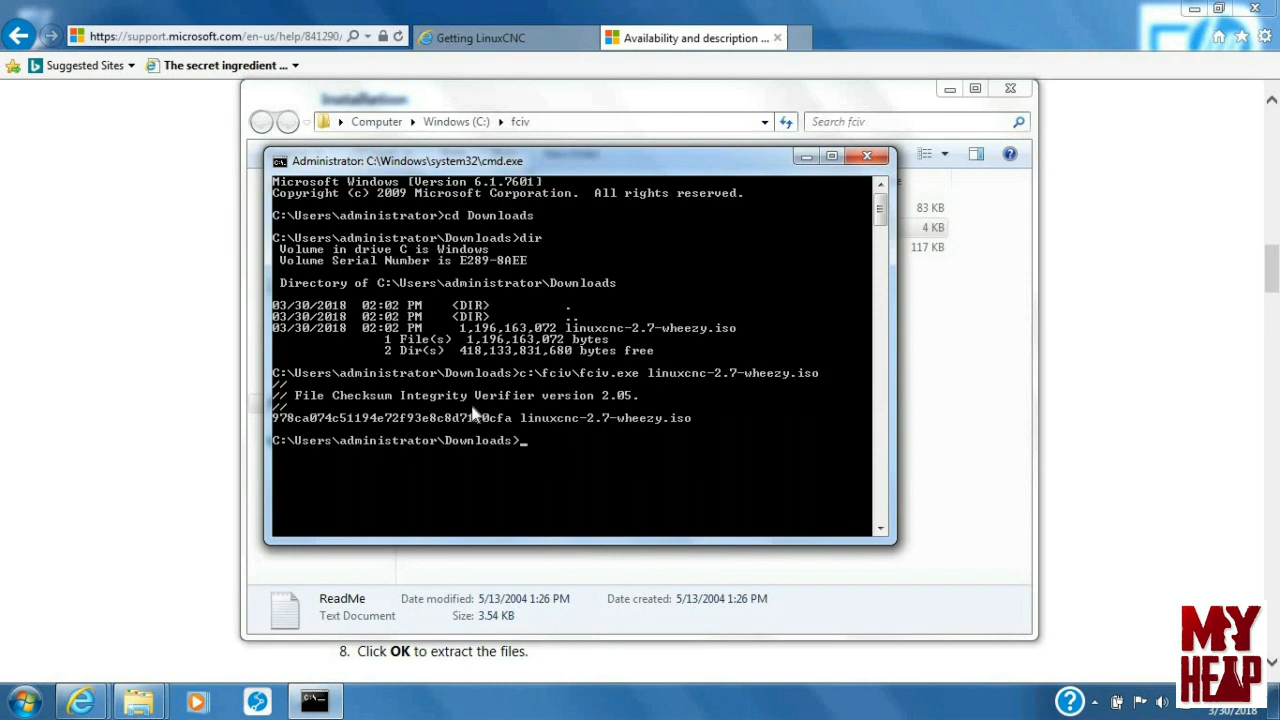 https://support.microsoft.com/en-us/help/841290/
Getting LinuxCNC
Availability and description ...
Suggested Sites
The secret ingredient ...
Installation
Computer
Windows (C:)
fciv
Search fciv
Administrator: C:\Windows\system32\cmd.exe
Microsoft Windows [Version 6.1.7601]
Copyright (c) 2009 Microsoft Corporation.  All rights reserved.
C:\Users\administrator>cd Downloads
C:\Users\administrator\Downloads>dir
Volume in drive C is Windows
Volume Serial Number is E289-8AEE
Directory of C:\Users\administrator\Downloads
03/30/2018  02:02 PM    <DIR>          .
03/30/2018  02:02 PM    <DIR>          ..
03/30/2018  02:02 PM     1,196,163,072 linuxcnc-2.7-wheezy.iso
1 File(s)  1,196,163,072 bytes
2 Dir(s)  418,133,831,680 bytes free
C:\Users\administrator\Downloads>c:\fciv\fciv.exe linuxcnc-2.7-wheezy.iso
//
// File Checksum Integrity Verifier version 2.05.
//
linuxcnc-2.7-wheezy.iso
C:\Users\administrator\Downloads>_
83 KB
4 KB
117 KB
ReadMe
Date modified: 5/13/2004 1:26 PM
Date created: 5/13/2004 1:26 PM
Text Document
Size: 3.54 KB
8. Click OK to extract the files.
MY
HELP
3/30/2018